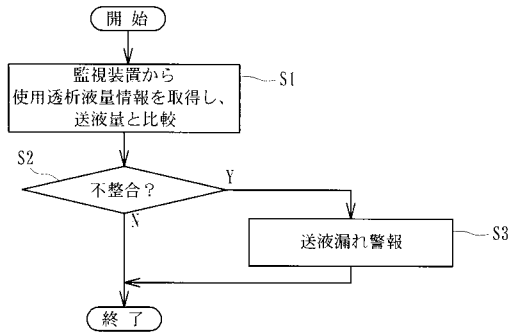 開 始
監視装置から
使用透析液量情報を取得し、
送液量と比較
S1
S2
不整合？
Y
N
送液漏れ警報
S3
終 了